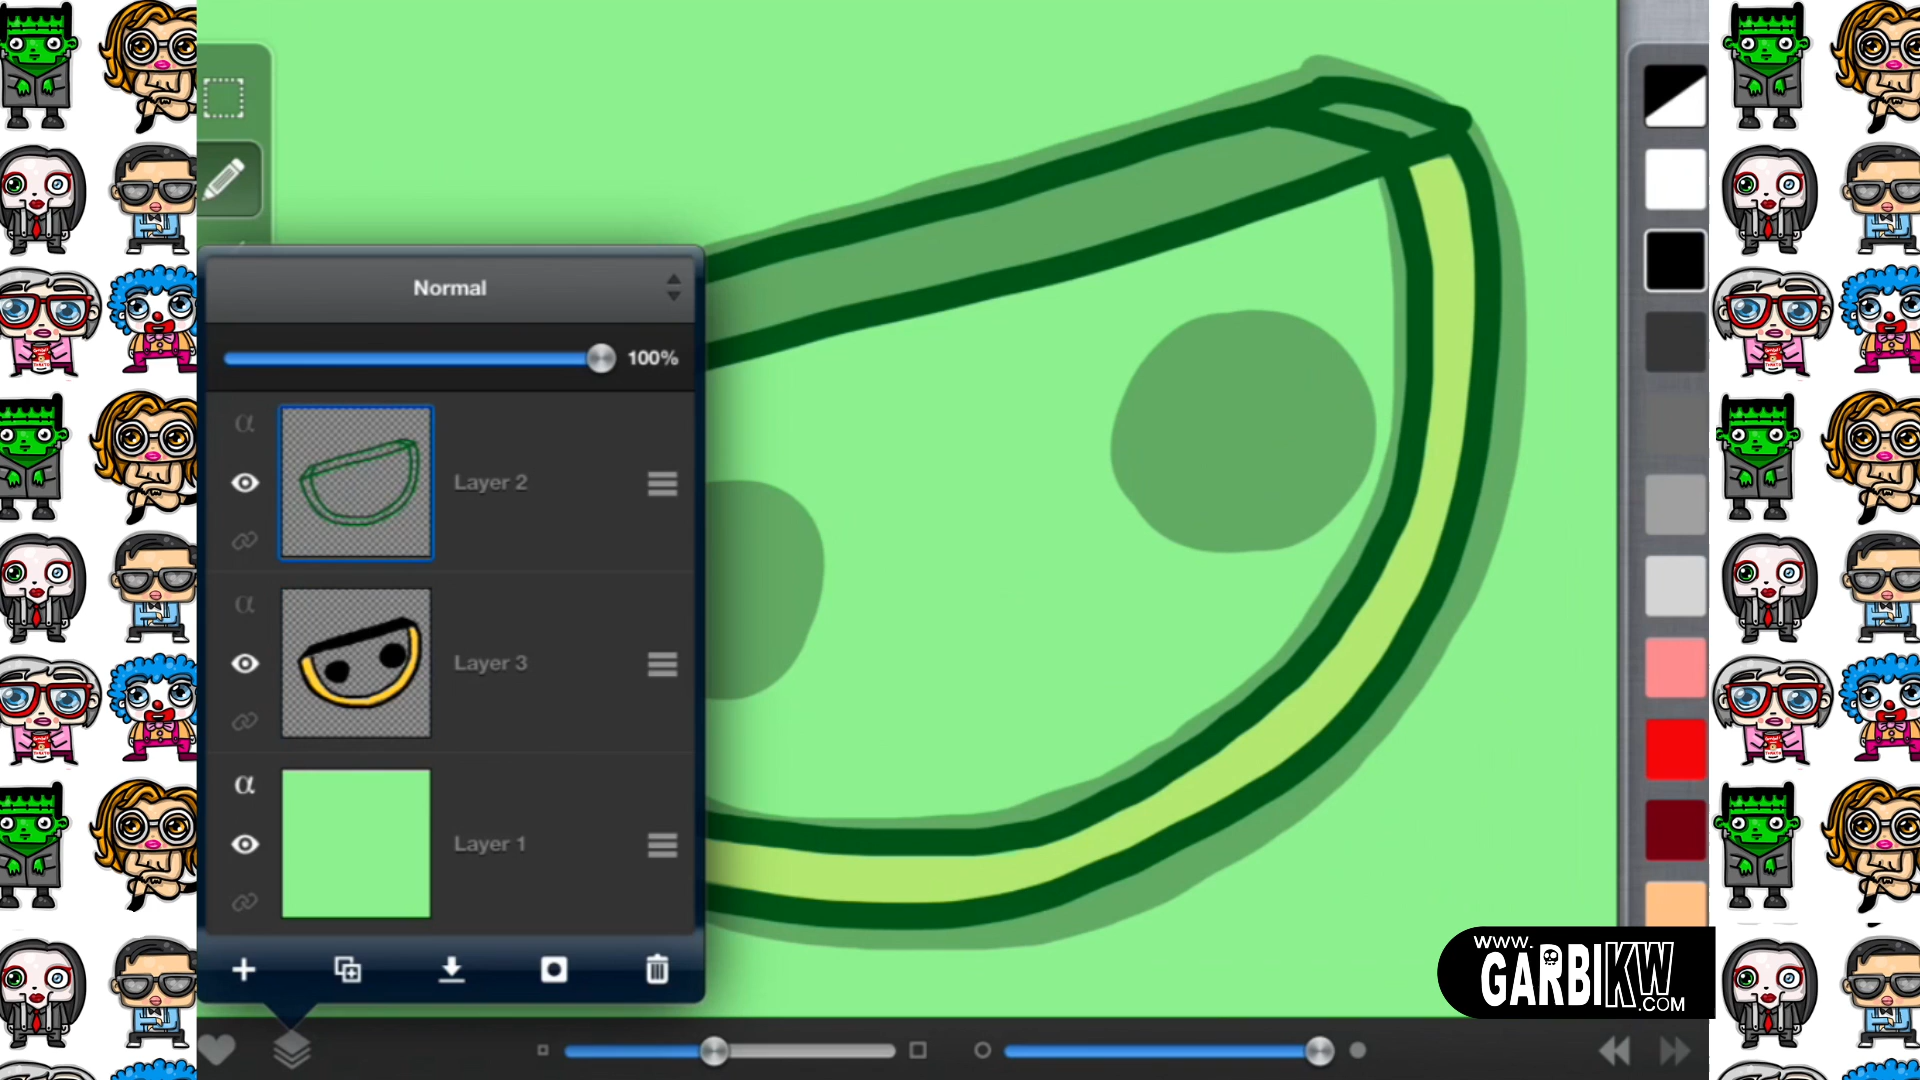 Normal
100%
α
Layer 2
α
Layer 3
α
Layer 1
www.
GARBIKW
.COM